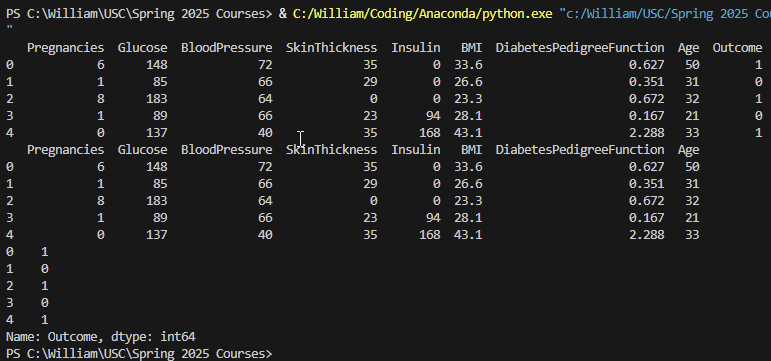 PS C:\William\USC\Spring 2025 Courses> & C:/William/Coding/Anaconda/python.exe "c:/William/USC/Spring 2025 Cou
"
   Pregnancies  Glucose  BloodPressure  SkinThickness  Insulin   BMI  DiabetesPedigreeFunction  Age  Outcome
0            6      148             72             35        0  33.6                     0.627   50        1
1            1       85             66             29        0  26.6                     0.351   31        0
2            8      183             64              0        0  23.3                     0.672   32        1
3            1       89             66             23       94  28.1                     0.167   21        0
4            0      137             40             35      168  43.1                     2.288   33        1
   Pregnancies  Glucose  BloodPressure  SkinThickness  Insulin   BMI  DiabetesPedigreeFunction  Age
0            6      148             72             35        0  33.6                     0.627   50
1            1       85             66             29        0  26.6                     0.351   31
2            8      183             64              0        0  23.3                     0.672   32
3            1       89             66             23       94  28.1                     0.167   21
4            0      137             40             35      168  43.1                     2.288   33
0    1
1    0
2    1
3    0
4    1
Name: Outcome, dtype: int64
PS C:\William\USC\Spring 2025 Courses>